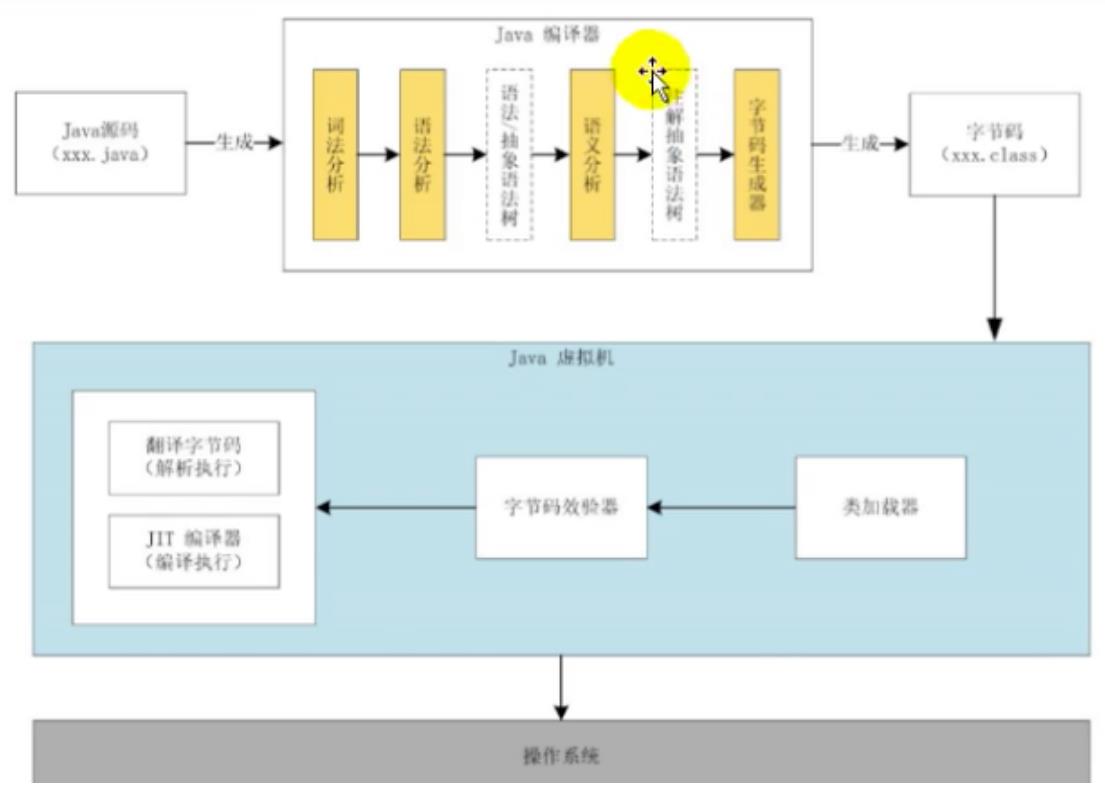 Java 编译器
Java源码
（xxx.java）
生成
词法分析
语法分析
语法/抽象语法树
语义分析
解抽象语法树
字节码生成器
生成
字节码
（xxx.class）
Java 虚拟机
翻译字节码
（解析执行）
JIT 编译器
（编译执行）
字节码效验器
类加载器
操作系统